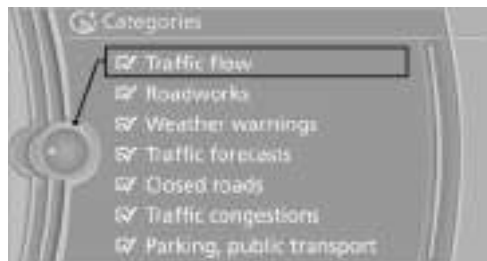 Categories
Traffic flow
Roadworks
Weather warnings
Traffic forecasts
Closed roads
Traffic congestions
Parking, public transport